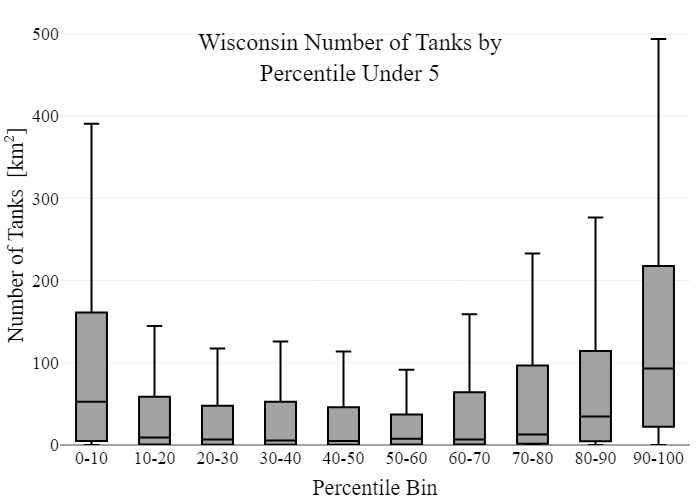 Wisconsin Number of Tanks by
Percentile Under 5
Number of Tanks [km²]
500
400
300
200
100
0
0-10 10-20 20-30 30-40 40-50 50-60 60-70 70-80 80-90 90-100
Percentile Bin